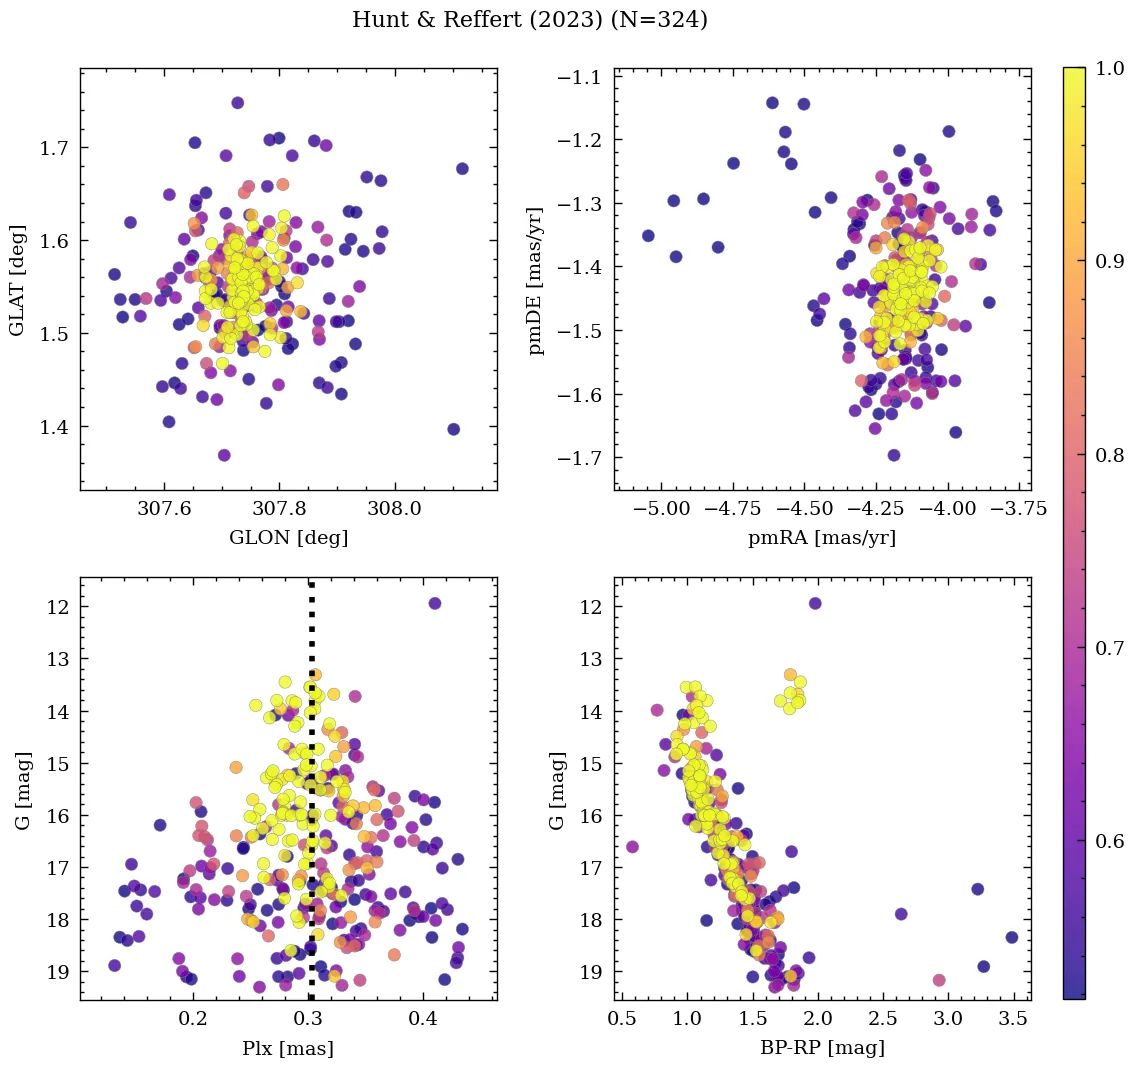 Hunt & Reffert (2023) (N=324)
1.7
1.6
1.5
1.4
GLAT [deg]
307.6 307.8 308.0
GLON [deg]
−1.1
−1.2
−1.3
−1.4
−1.5
−1.6
−1.7
pmDE [mas/yr]
−5.00 −4.75 −4.50 −4.25 −4.00 −3.75
pmRA [mas/yr]
1.0
0.9
0.8
0.7
0.6
12
13
14
15
16
17
18
19
G [mag]
0.2 0.3 0.4
Plx [mas]
12
13
14
15
16
17
18
19
G [mag]
0.5 1.0 1.5 2.0 2.5 3.0 3.5
BP-RP [mag]